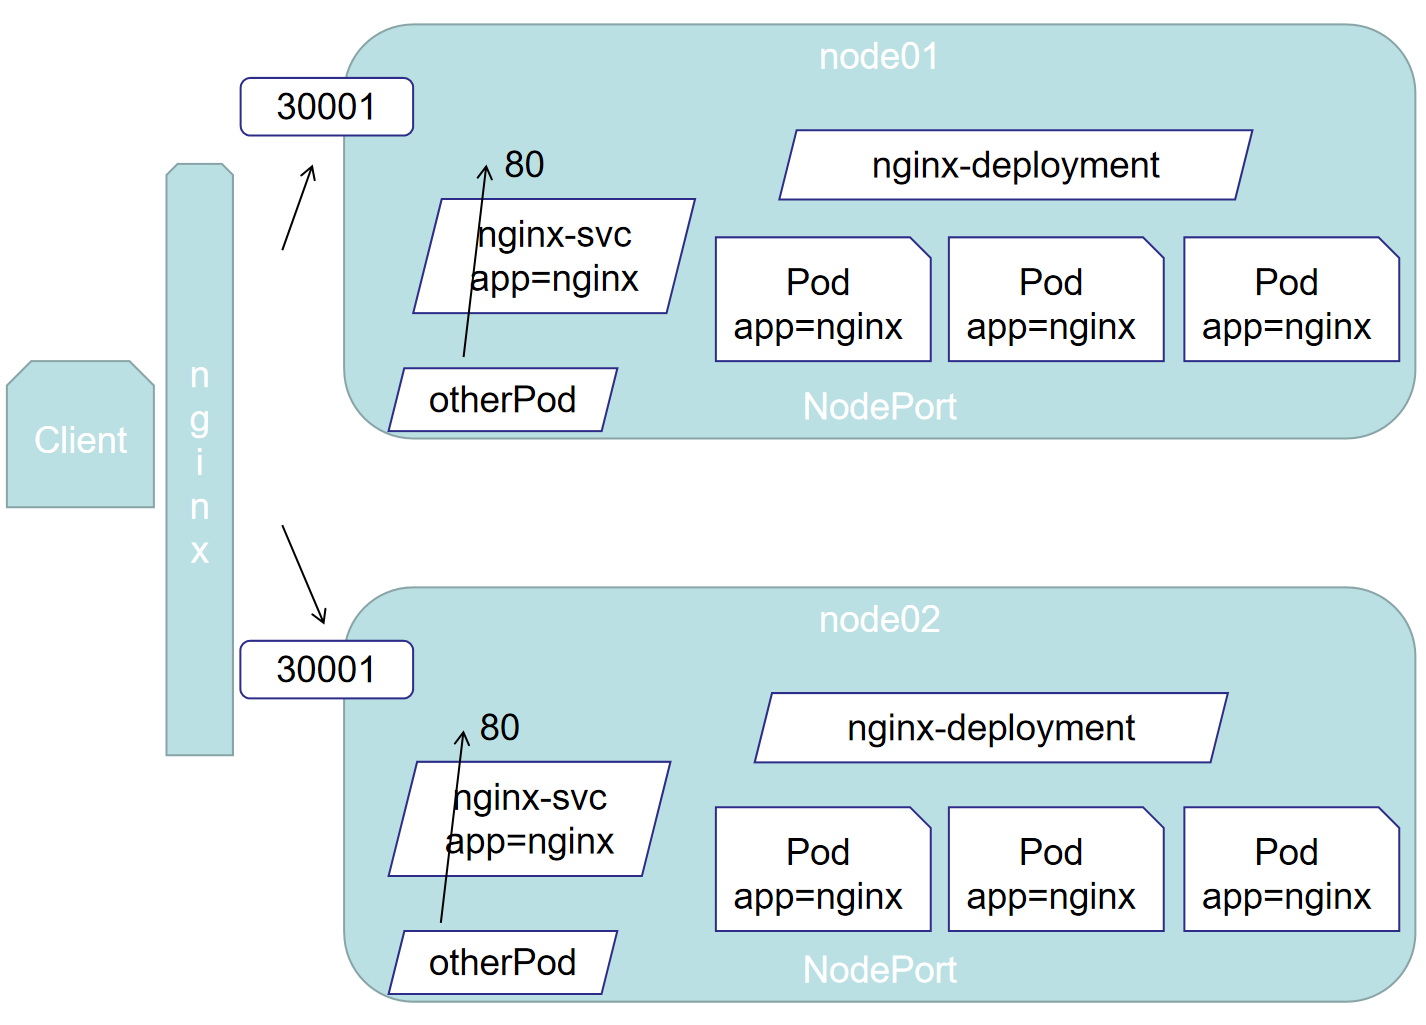 Client
n
g
i
n
x
node01
30001
80
nginx-deployment
nginx-svc
app=nginx
Pod
app=nginx
Pod
app=nginx
Pod
app=nginx
otherPod
NodePort
node02
30001
80
nginx-deployment
nginx-svc
app=nginx
Pod
app=nginx
Pod
app=nginx
Pod
app=nginx
otherPod
NodePort